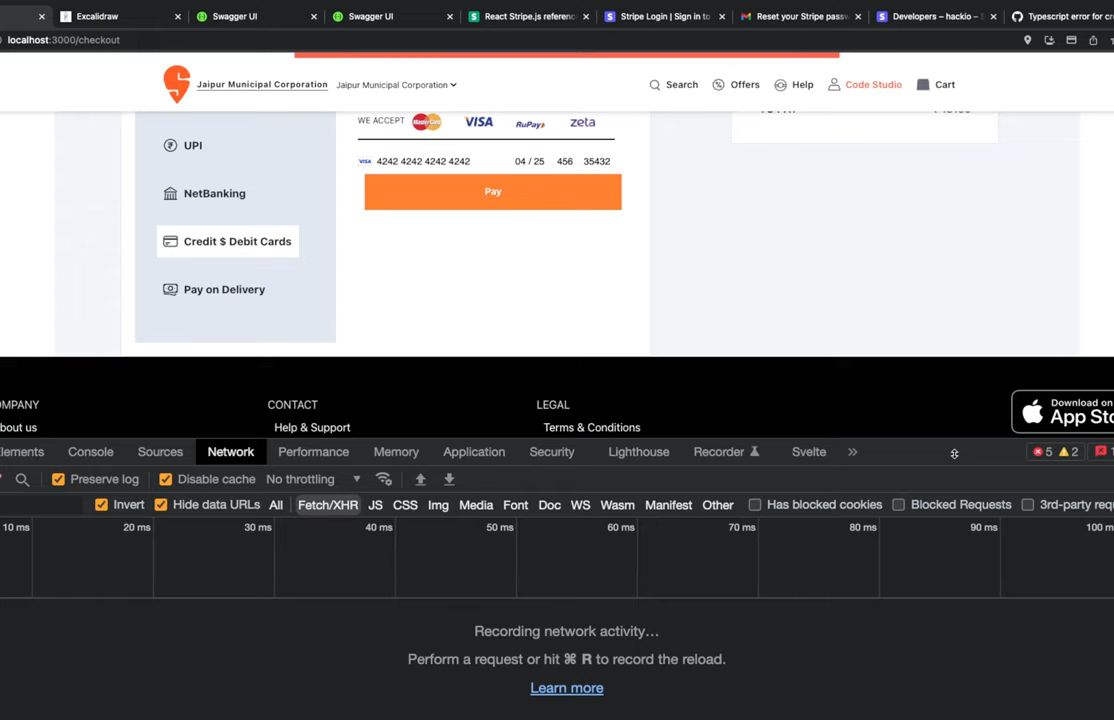 Excalidraw
Swagger UI
Swagger UI
React Stripe.js referenc
Stripe Login | Sign in to
Reset your Stripe passw
Developers – hackio – S
Typescript error for cr
localhost:3000/checkout
Jaipur Municipal Corporation
Jaipur Municipal Corporation
Search
Offers
Help
Code Studio
Cart
WE ACCEPT
MasterCard
VISA
RuPay
zeta
UPI
VISA
4242 4242 4242 4242
04 / 25
456
35432
NetBanking
Pay
Credit $ Debit Cards
Pay on Delivery
OMPANY
CONTACT
LEGAL
bout us
Help & Support
Terms & Conditions
Download on
App Sto
lements
Console
Sources
Network
Performance
Memory
Application
Security
Lighthouse
Recorder
Svelte
»
5
2
1
Preserve log
Disable cache
No throttling
Invert
Hide data URLs
All
Fetch/XHR
JS
CSS
Img
Media
Font
Doc
WS
Wasm
Manifest
Other
Has blocked cookies
Blocked Requests
3rd-party requ
10 ms
20 ms
30 ms
40 ms
50 ms
60 ms
70 ms
80 ms
90 ms
100 m
Recording network activity…
Perform a request or hit ⌘ R to record the reload.
Learn more